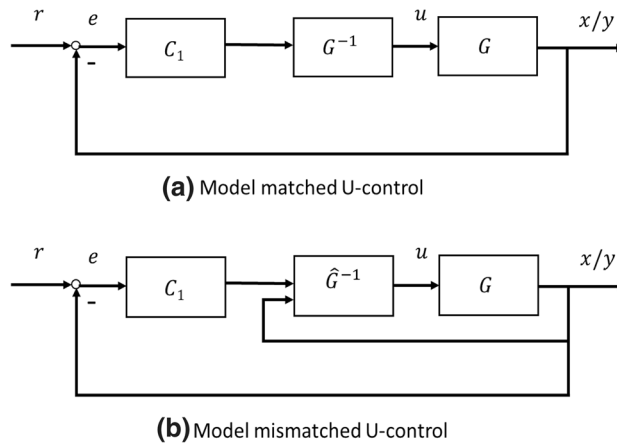 r e C₁ G⁻¹ u G x/y
-
(a) Model matched U-control
r e C₁ Ĝ⁻¹ u G x/y
-
(b) Model mismatched U-control